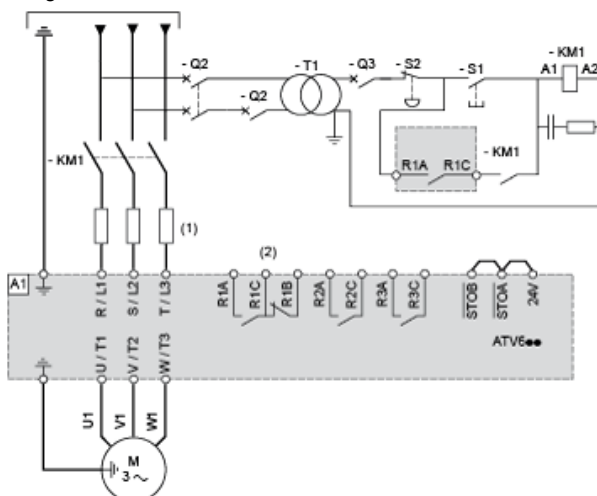 - Q2
- T1
- Q3
- S2
- S1
- KM1
A1
A2
- Q2
- KM1
R1A
R1C
- KM1
(1)
(2)
A1
R / L1
S / L2
T / L3
R1A
R1C
R1B
R2A
R2C
R3A
R3C
STOB
STOA
24V
ATV6●●
U / T1
V / T2
W / T3
U1
V1
W1
M
3 ~